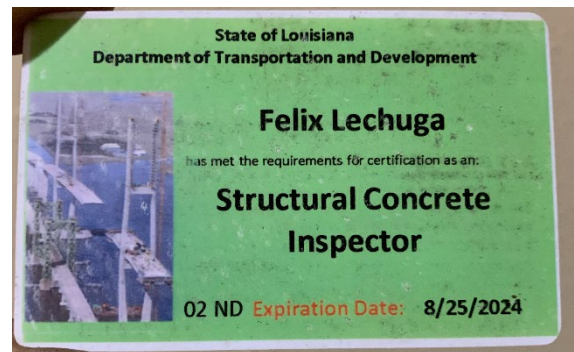 State of Louisiana
Department of Transportation and Development
Felix Lechuga
has met the requirements for certification as an:
Structural Concrete
Inspector
02 ND Expiration Date: 8/25/2024